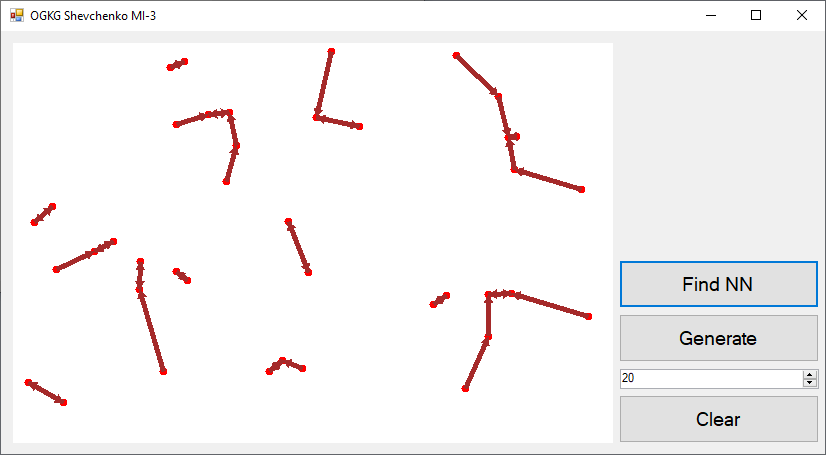 OGKG Shevchenko MI-3
Find NN
Generate
20
Clear